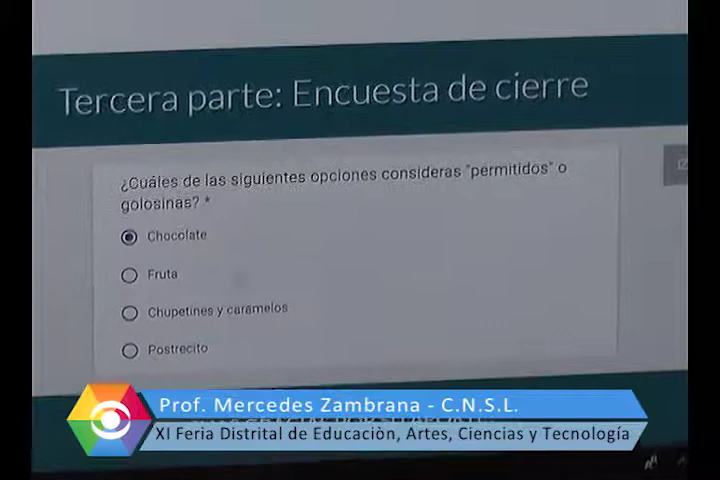 Tercera parte: Encuesta de cierre
¿Cuáles de las siguientes opciones consideras "permitidos" o
golosinas? *
Chocolate
Fruta
Chupetines y caramelos
Postrecito
Prof. Mercedes Zambrana - C.N.S.L.
XI Feria Distrital de Educaciòn, Artes, Ciencias y Tecnología